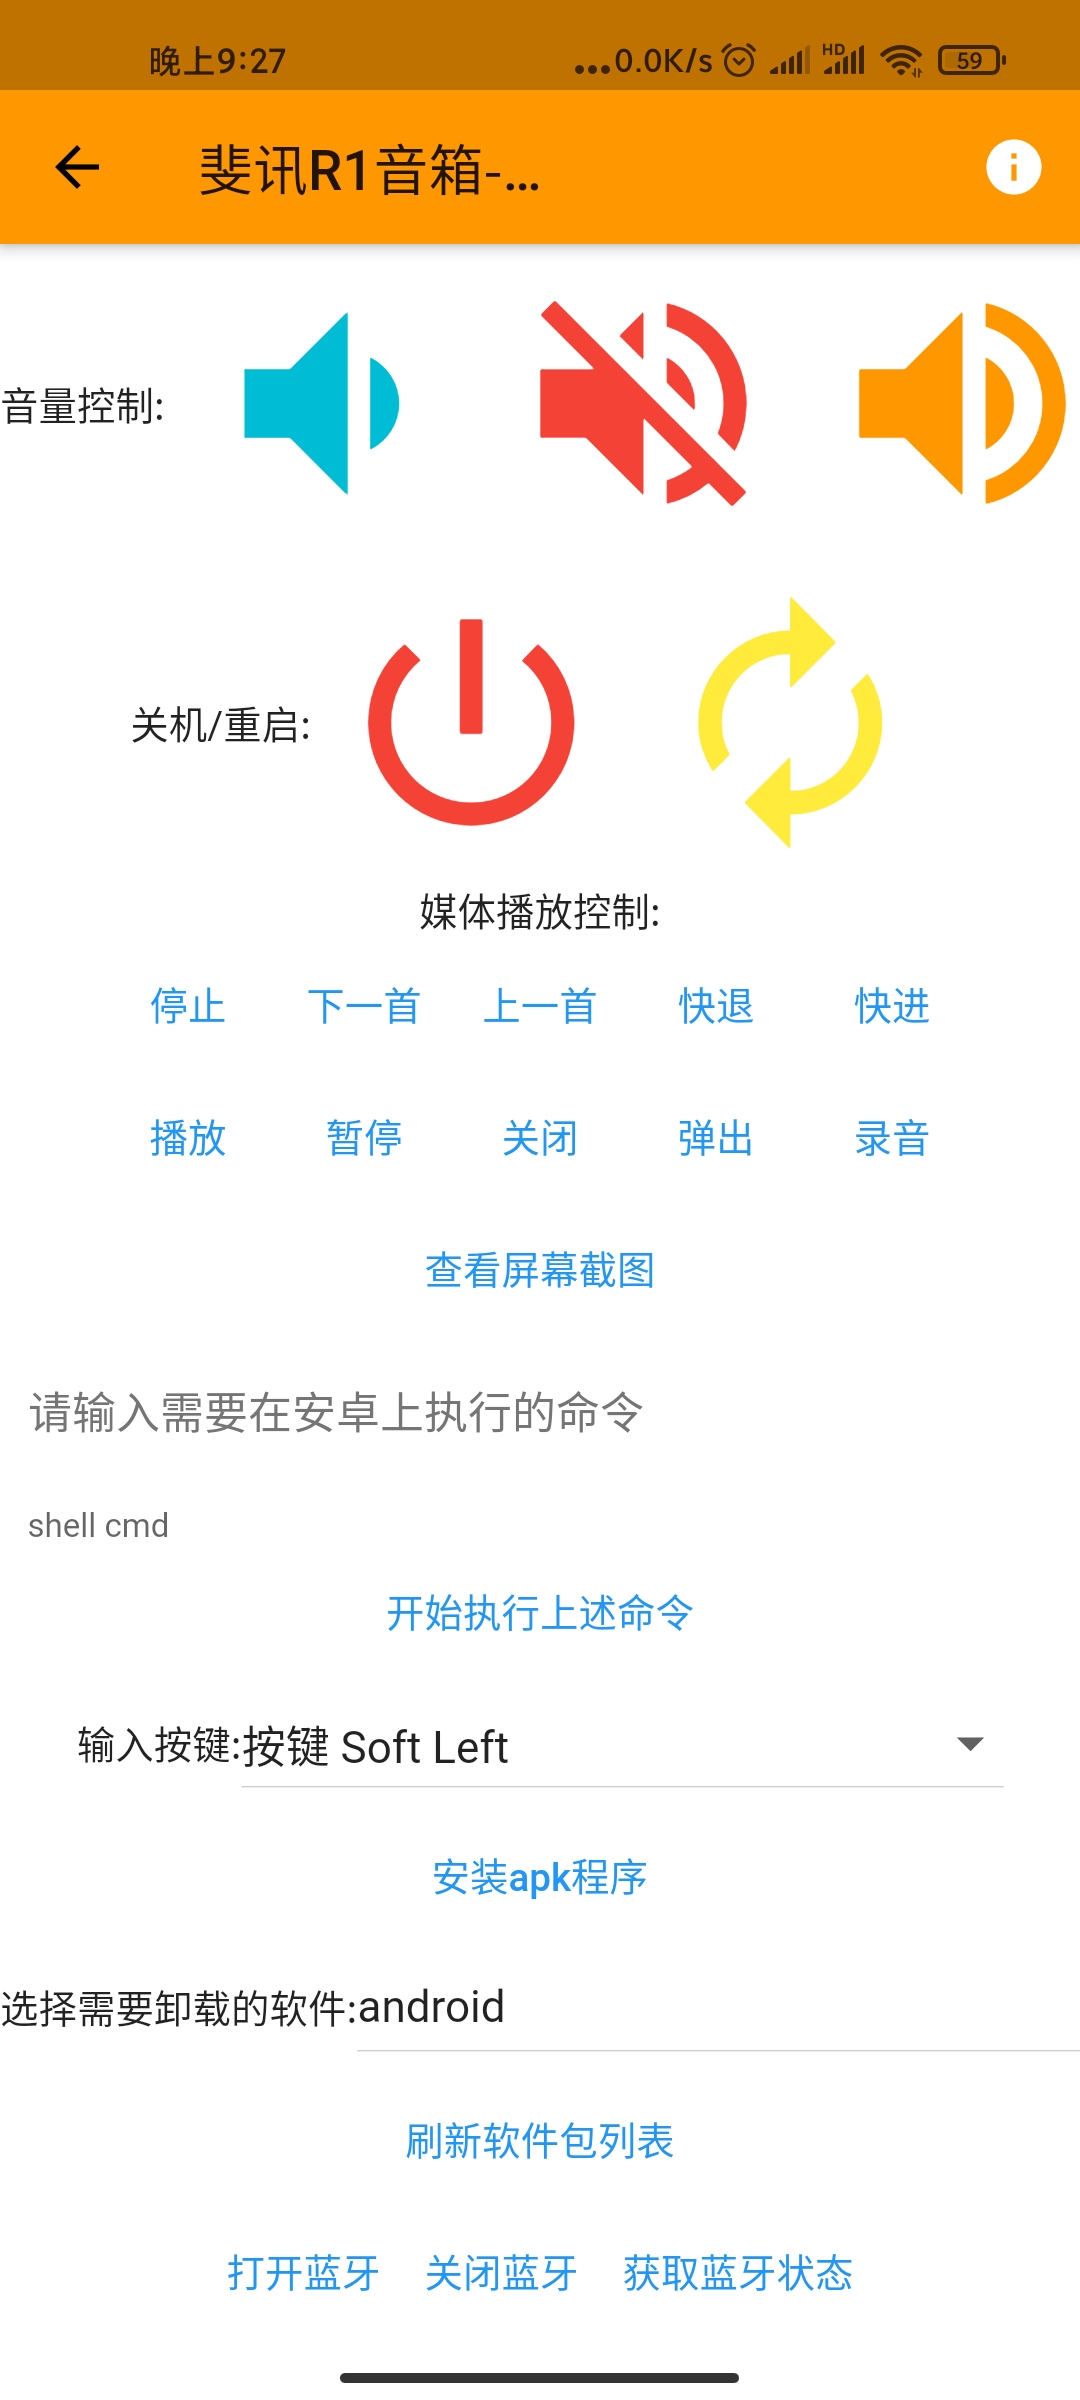 晚上9:27
...0.0K/s HD 59
斐讯R1音箱-...
音量控制:
关机/重启:
媒体播放控制:
停止 下一首 上一首 快退 快进
播放 暂停 关闭 弹出 录音
查看屏幕截图
请输入需要在安卓上执行的命令
shell cmd
开始执行上述命令
输入按键:按键 Soft Left
安装apk程序
选择需要卸载的软件:android
刷新软件包列表
打开蓝牙 关闭蓝牙 获取蓝牙状态